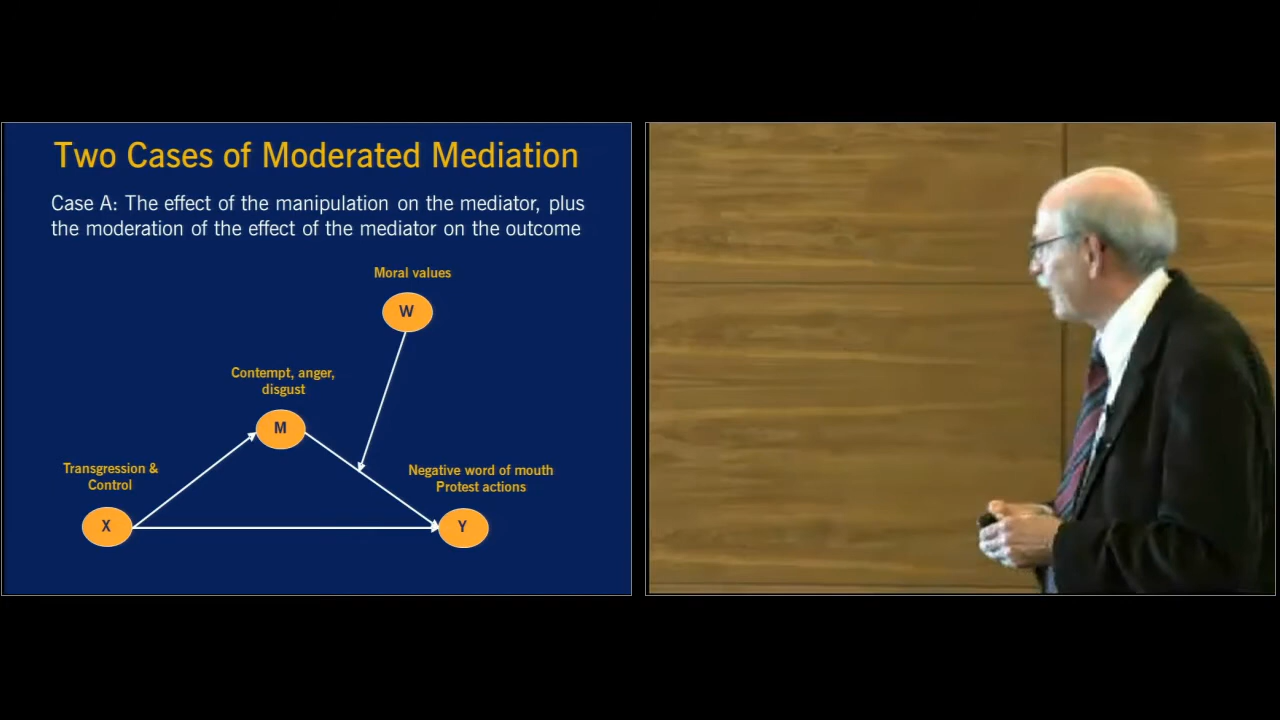 Two Cases of Moderated Mediation
Case A: The effect of the manipulation on the mediator, plus
the moderation of the effect of the mediator on the outcome
Moral values
W
Contempt, anger,
disgust
M
Transgression &
Control
Negative word of mouth
Protest actions
X
Y